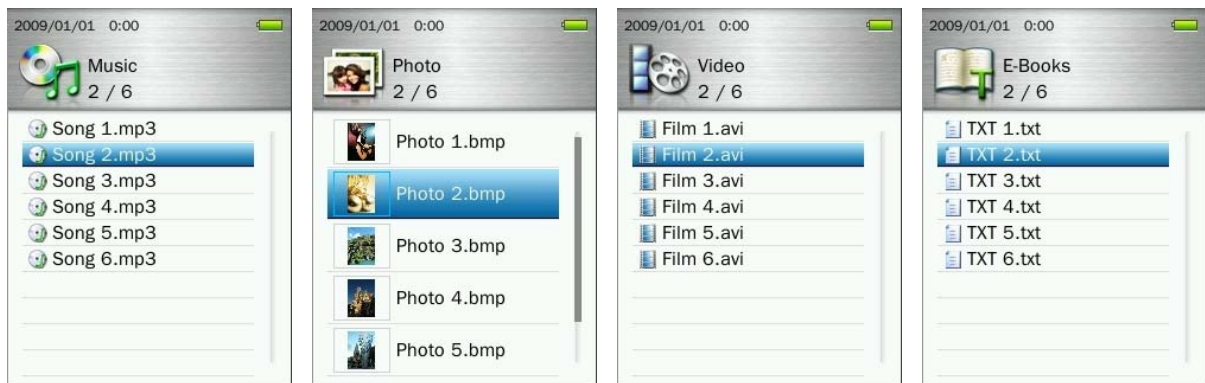 2009/01/01 0:00
Music
2 / 6
Song 1.mp3
Song 2.mp3
Song 3.mp3
Song 4.mp3
Song 5.mp3
Song 6.mp3
2009/01/01 0:00
Photo
2 / 6
Photo 1.bmp
Photo 2.bmp
Photo 3.bmp
Photo 4.bmp
Photo 5.bmp
2009/01/01 0:00
Video
2 / 6
Film 1.avi
Film 2.avi
Film 3.avi
Film 4.avi
Film 5.avi
Film 6.avi
2009/01/01 0:00
T
E-Books
2 / 6
TXT 1.txt
TXT 2.txt
TXT 3.txt
TXT 4.txt
TXT 5.txt
TXT 6.txt